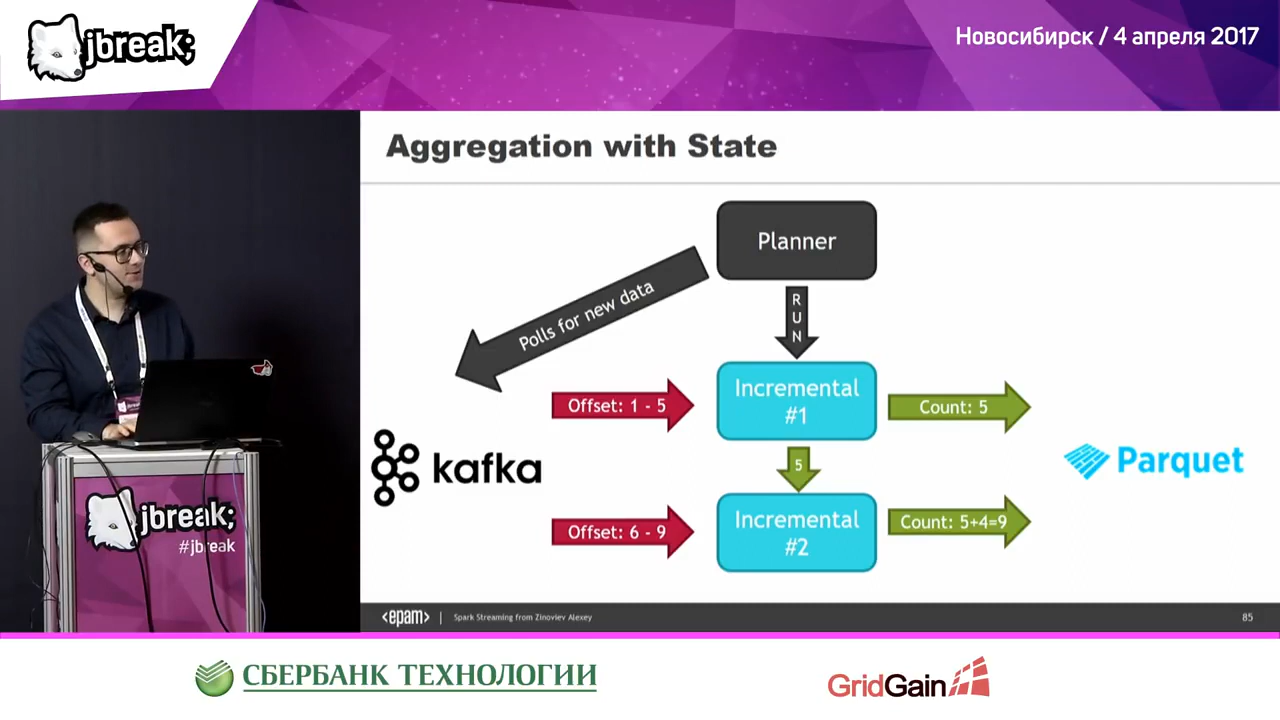 jbreak;
Новосибирск / 4 апреля 2017
Aggregation with State
Planner
Polls for new data
RUN
Offset: 1 - 5
Incremental
#1
Count: 5
kafka
5
Parquet
Offset: 6 - 9
Incremental
#2
Count: 5+4=9
jbreak;
#jbreak
<epam>
Spark Streaming from Zinoviev Alexey
85
СБЕРБАНК ТЕХНОЛОГИИ
GridGain